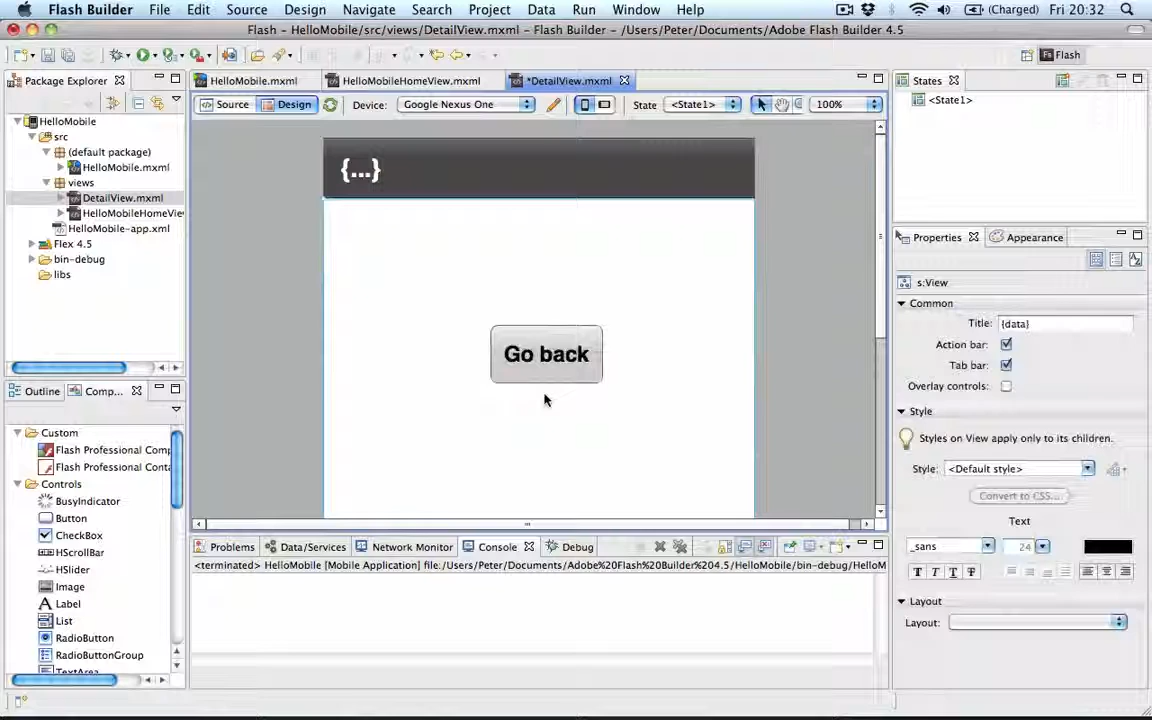 Flash Builder File Edit Source Design Navigate Search Project Data Run Window Help (Charged) Fri 20:32
Flash - HelloMobile/src/views/DetailView.mxml - Flash Builder - /Users/Peter/Documents/Adobe Flash Builder 4.5
Flash
Package Explorer
HelloMobile
src
(default package)
HelloMobile.mxml
views
DetailView.mxml
HelloMobileHomeVie
HelloMobile-app.xml
Flex 4.5
bin-debug
libs
Outline Comp...
Custom
Flash Professional Comp
Flash Professional Conta
Controls
BusyIndicator
Button
CheckBox
HScrollBar
HSlider
Image
Label
List
RadioButton
RadioButtonGroup
TextArea
HelloMobile.mxml HelloMobileHomeView.mxml *DetailView.mxml
Source Design Device: Google Nexus One State <State1> 100%
{...}
Go back
Problems Data/Services Network Monitor Console Debug
<terminated> HelloMobile [Mobile Application] file:/Users/Peter/Documents/Adobe%20Flash%20Builder%204.5/HelloMobile/bin-debug/HelloM
States
<State1>
Properties Appearance
s:View
Common
Title: {data}
Action bar:
Tab bar:
Overlay controls:
Style
Styles on View apply only to its children.
Style: <Default style>
Convert to CSS...
Text
_sans 24
T T T T
Layout
Layout: